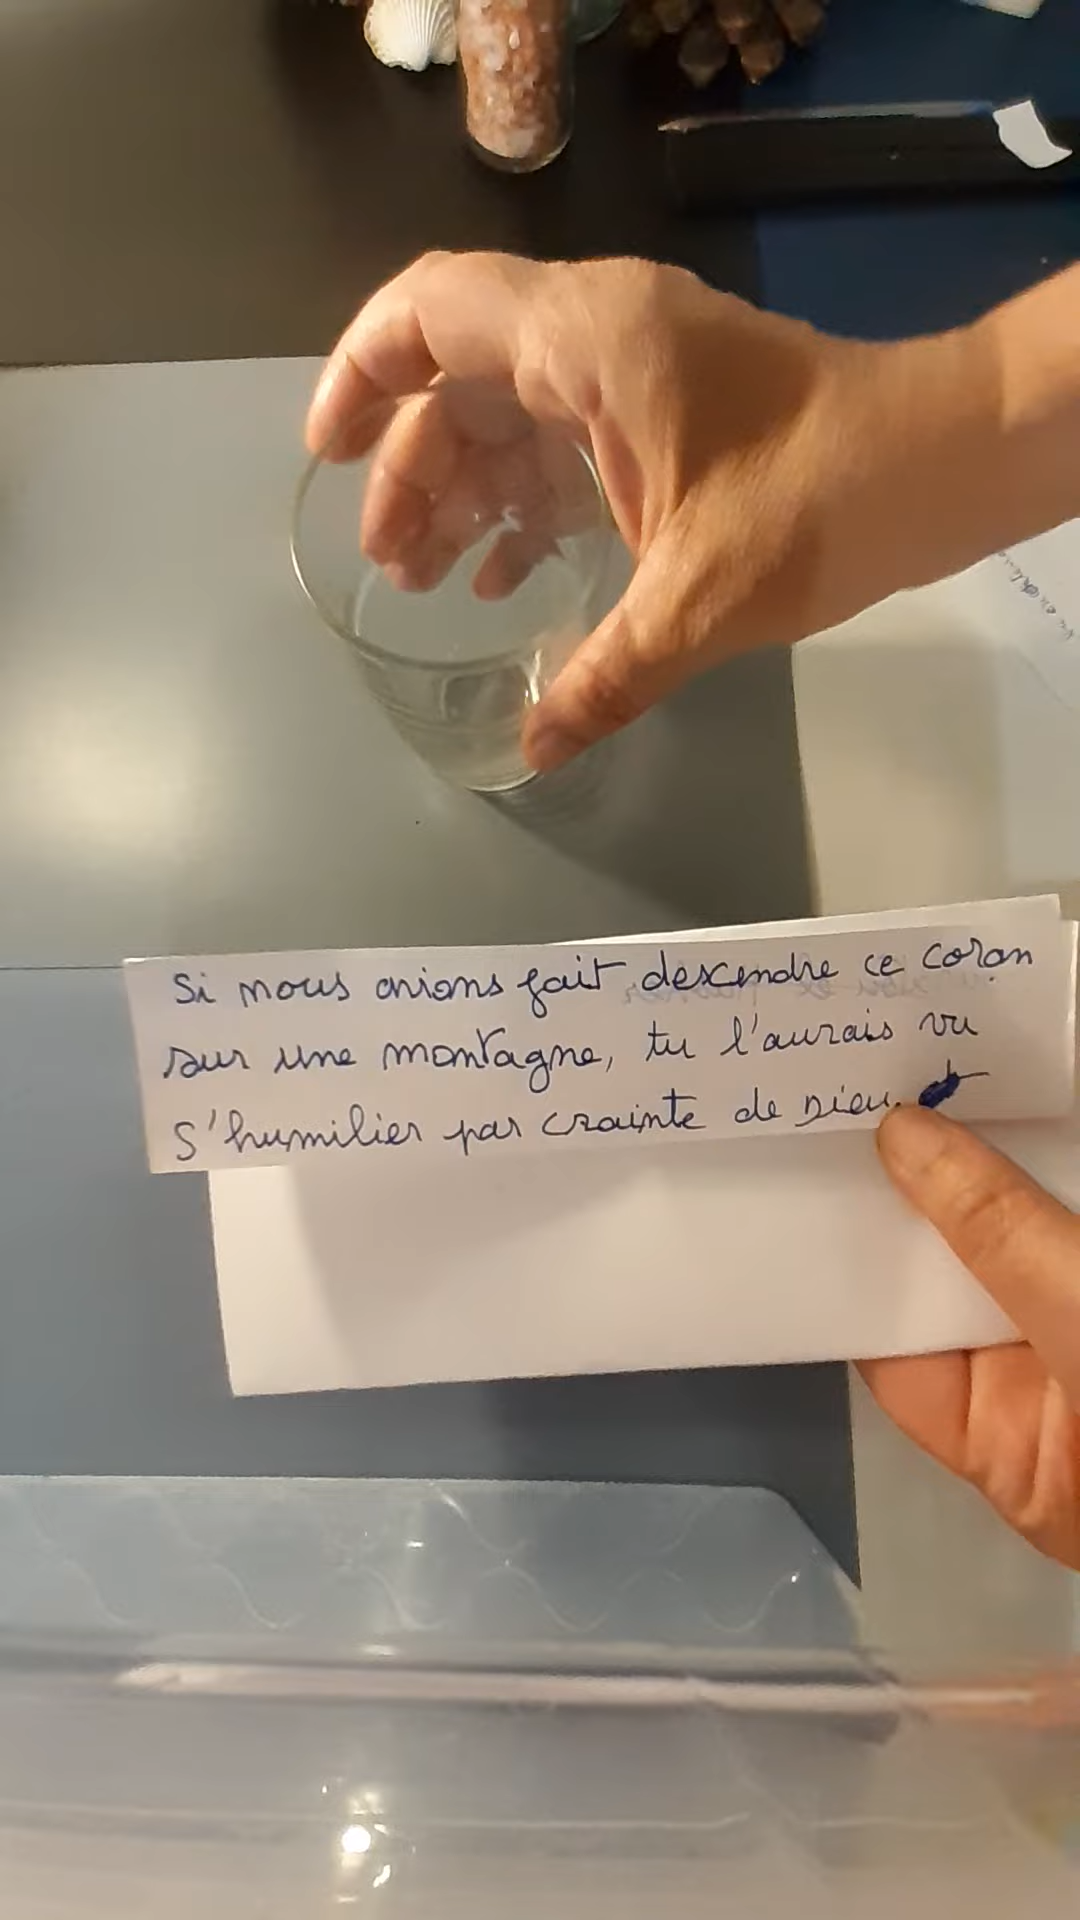 Si nous avions fait descendre ce coran
sur une montagne, tu l'aurais vu
s'humilier par crainte de Dieu.